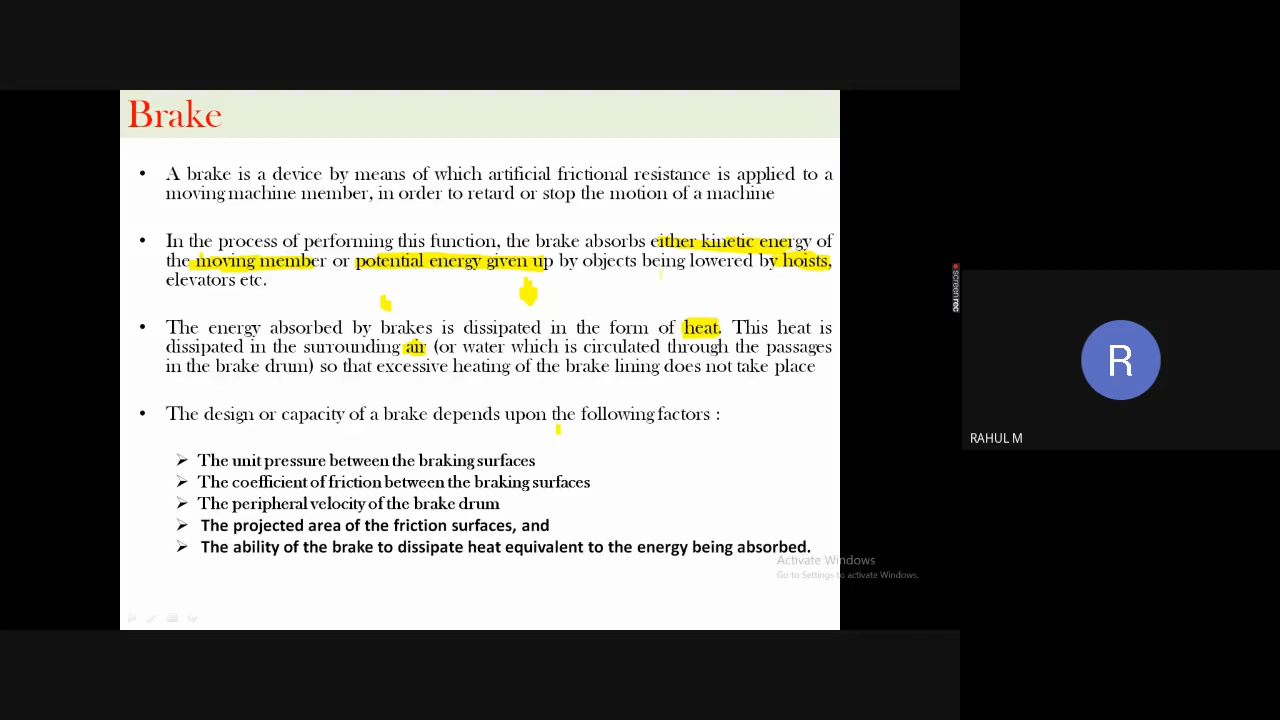 Brake
• A brake is a device by means of which artificial frictional resistance is applied to a
moving machine member, in order to retard or stop the motion of a machine
• In the process of performing this function, the brake absorbs either kinetic energy of
the moving member or potential energy given up by objects being lowered by hoists,
elevators etc.
• The energy absorbed by brakes is dissipated in the form of heat. This heat is
dissipated in the surrounding air (or water which is circulated through the passages
in the brake drum) so that excessive heating of the brake lining does not take place
• The design or capacity of a brake depends upon the following factors :
➢ The unit pressure between the braking surfaces
➢ The coefficient of friction between the braking surfaces
➢ The peripheral velocity of the brake drum
➢ The projected area of the friction surfaces, and
➢ The ability of the brake to dissipate heat equivalent to the energy being absorbed.
Activate Windows
Go to Settings to activate Windows.
screenrec
R
RAHUL M